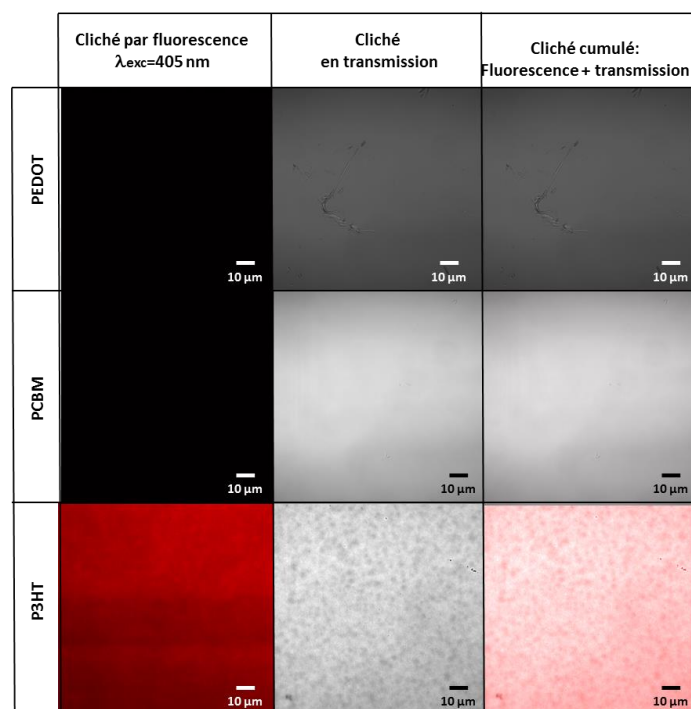 Cliché par fluorescence
λexc=405 nm
Cliché
en transmission
Cliché cumulé:
Fluorescence + transmission
PEDOT
10 µm
10 µm
10 µm
PCBM
10 µm
10 µm
10 µm
P3HT
10 µm
10 µm
10 µm